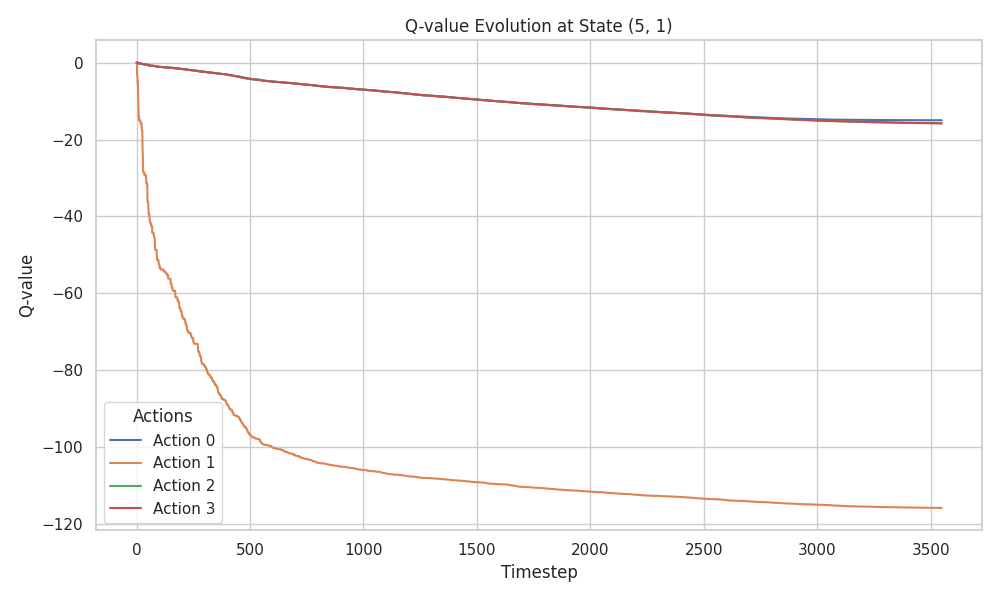 Q-value Evolution at State (5, 1)
Q-value
0
−20
−40
−60
−80
−100
−120
Actions
Action 0
Action 1
Action 2
Action 3
0 500 1000 1500 2000 2500 3000 3500
Timestep